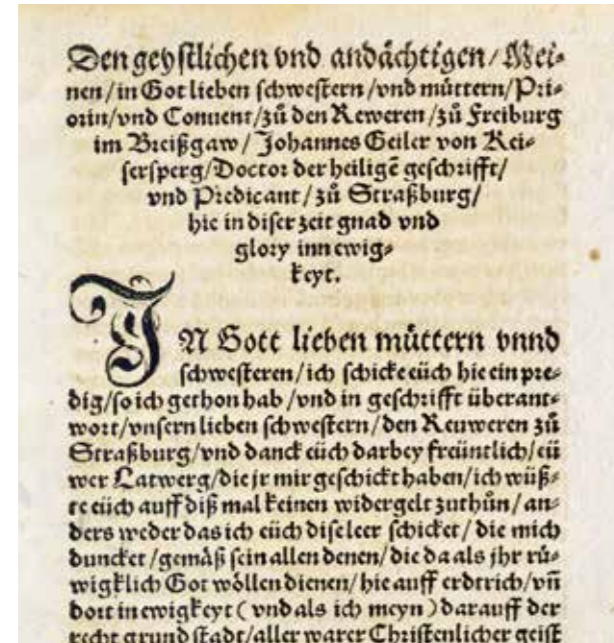 Den geystlichen vnd andächtigen/ Mei⸗
nen/in Got lieben schwestern/vnd müttern/Pri⸗
orin/vnd Conuent/zů den Reweren/zů Freiburg
im Breißgaw/ Johannes Geiler von Kei⸗
sersperg/Doctor der heiligē geschrifft/
vnd Predicant/zů Straßburg/
hie in diser zeit gnad vnd
glory inn ewig⸗
keyt.
IN Gott lieben müttern vnnd
schwesteren/ich schicke eüch hie ein pre⸗
dig/so ich gethon hab/vnd in geschrifft überant⸗
wort/vnsern lieben schwestern/den Reuweren zů
Straßburg/vnd danck eüch darbey freüntlich/eü
wer Latwerg/die jr mir geschickt haben/ich wüß⸗
te eüch auff diß mal keinen widergelt zuthůn/an⸗
ders weder das ich eüch dise leer schicket/die mich
duncket/gemäß sein allen denen/die da als jhr rů⸗
wigklich Got wöllen dienen/hie auff erdtrich/vñ
dort in ewigkeyt(vnd als ich meyn)darauff der
recht grund stadt/aller warer Christenlicher geist